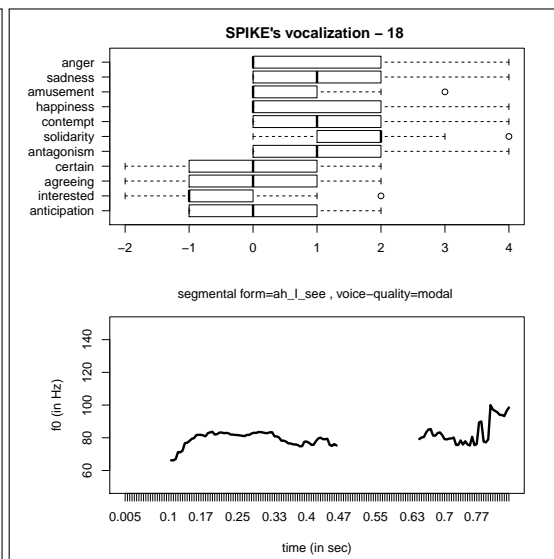 SPIKE's vocalization – 18
anger
sadness
amusement
happiness
contempt
solidarity
antagonism
certain
agreeing
interested
anticipation
−2 −1 0 1 2 3 4
segmental form=ah_I_see , voice−quality=modal
f0 (in Hz)
140
120
100
80
60
0.005 0.1 0.17 0.25 0.33 0.4 0.47 0.55 0.63 0.7 0.77
time (in sec)